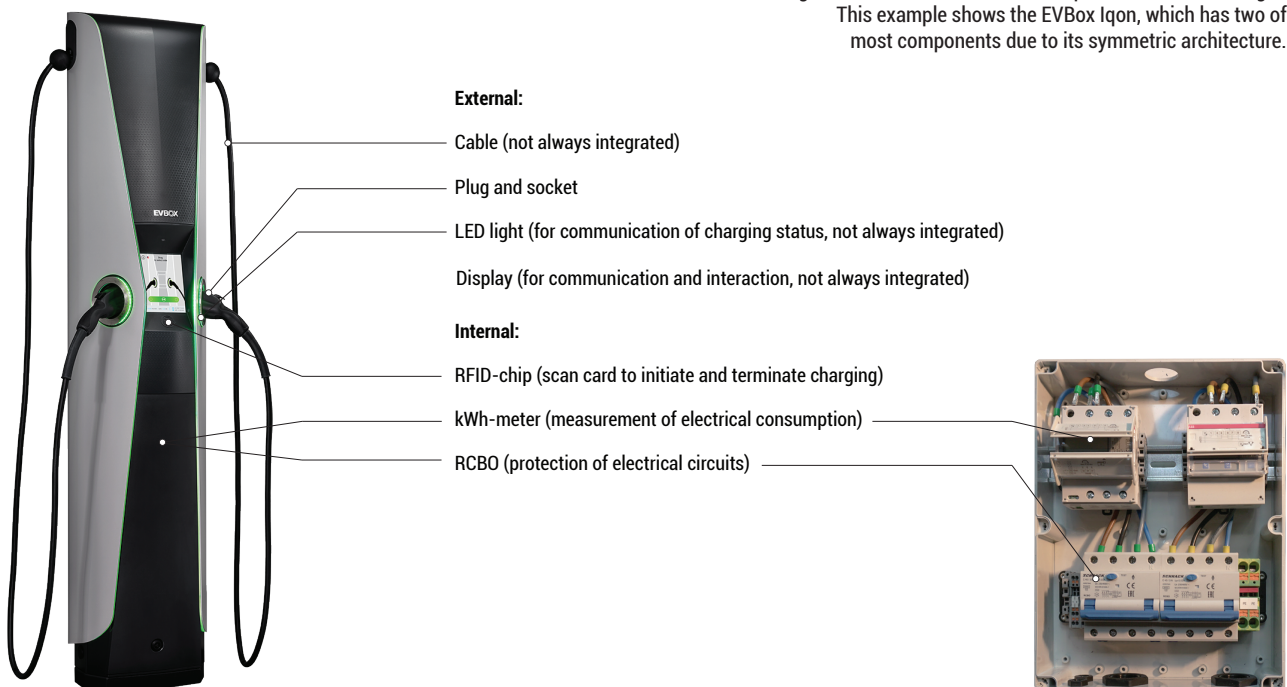 This example shows the EVBox Iqon, which has two of
most components due to its symmetric architecture.
External:
Cable (not always integrated)
Plug and socket
LED light (for communication of charging status, not always integrated)
Display (for communication and interaction, not always integrated)
Internal:
RFID-chip (scan card to initiate and terminate charging)
kWh-meter (measurement of electrical consumption)
RCBO (protection of electrical circuits)
EVBOX